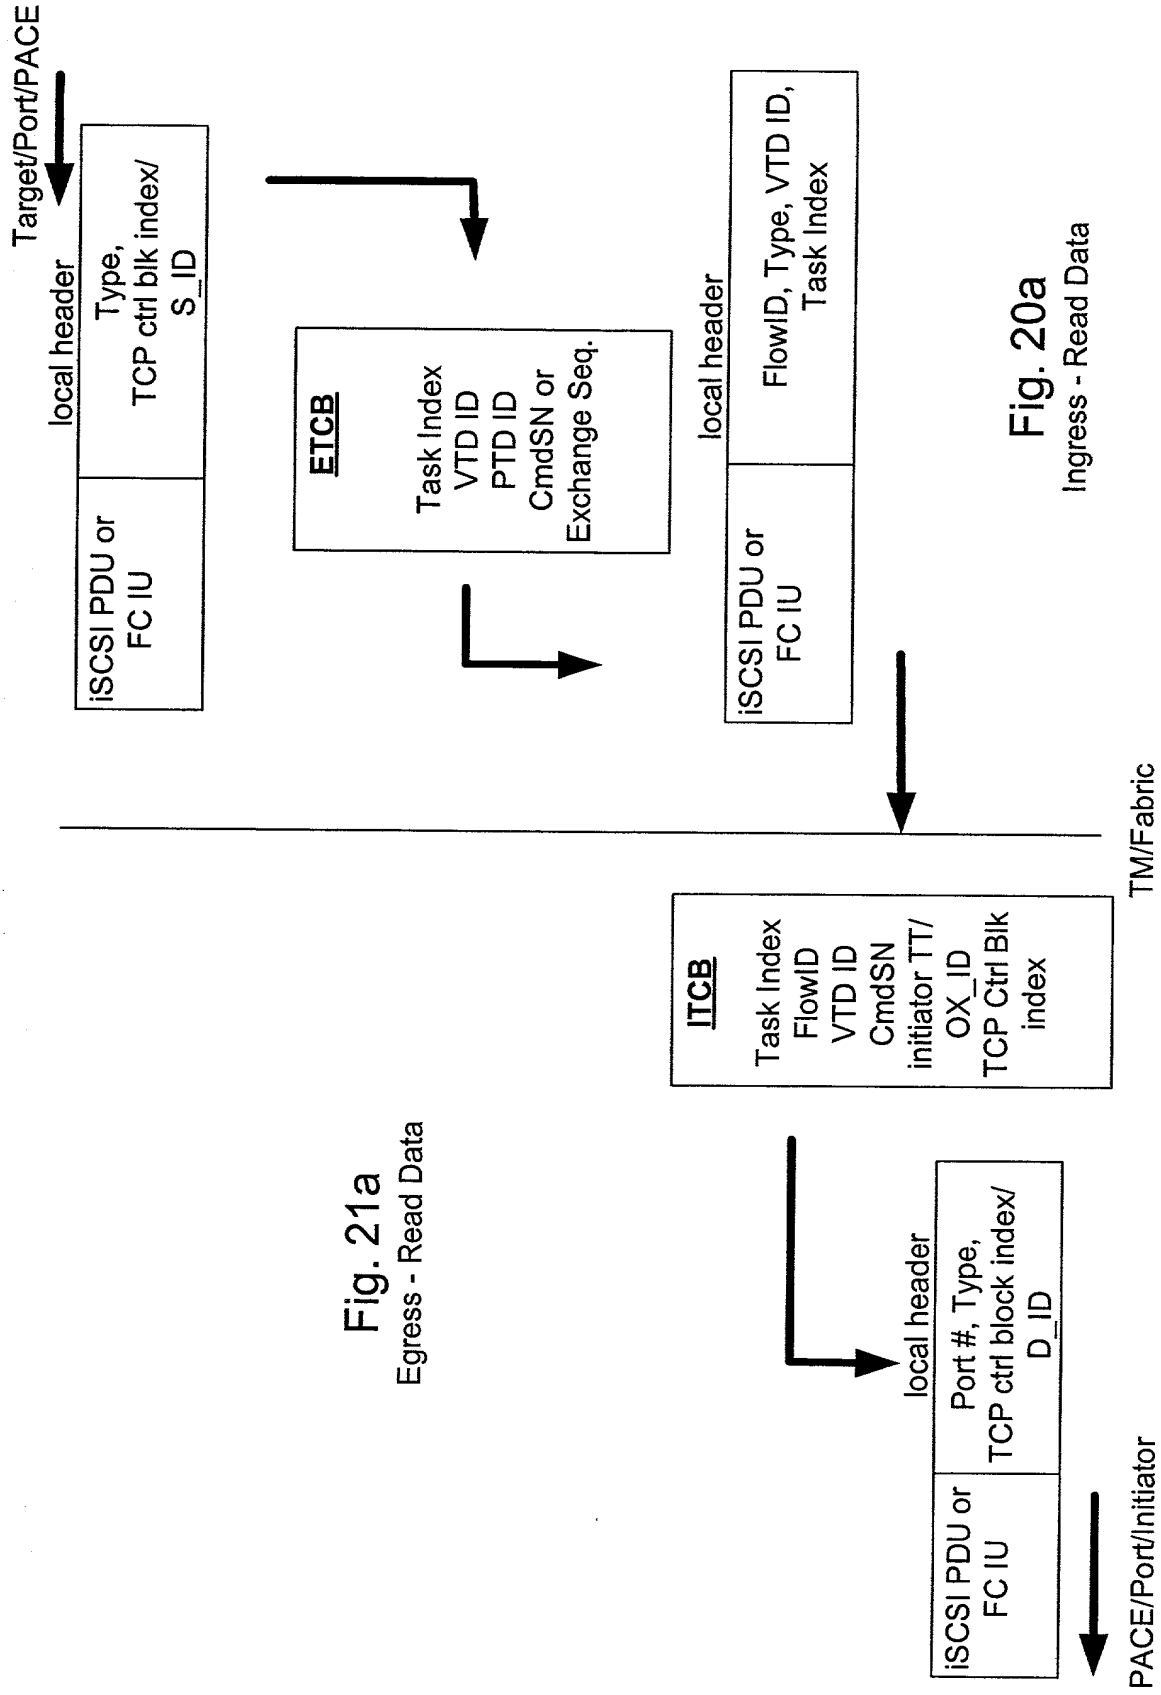 Target/Port/PACE
local header
iSCSI PDU or
FC IU
Type,
TCP ctrl blk index/
S_ID
ETCB
Task Index
VTD ID
PTD ID
CmdSN or
Exchange Seq.
local header
iSCSI PDU or
FC IU
FlowID, Type, VTD ID,
Task Index
Fig. 20a
Ingress - Read Data
TM/Fabric
Fig. 21a
Egress - Read Data
ITCB
Task Index
FlowID
VTD ID
CmdSN
initiator TT/
OX_ID
TCP Ctrl Blk
index
local header
iSCSI PDU or
FC IU
Port #, Type,
TCP ctrl block index/
D_ID
PACE/Port/Initiator